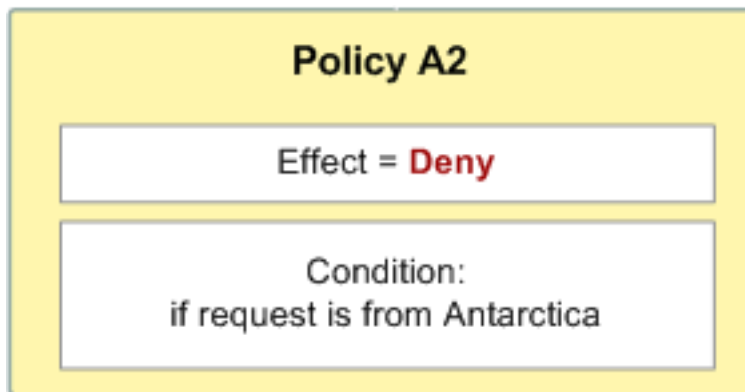 Policy A2
Effect = Deny
Condition:
if request is from Antarctica